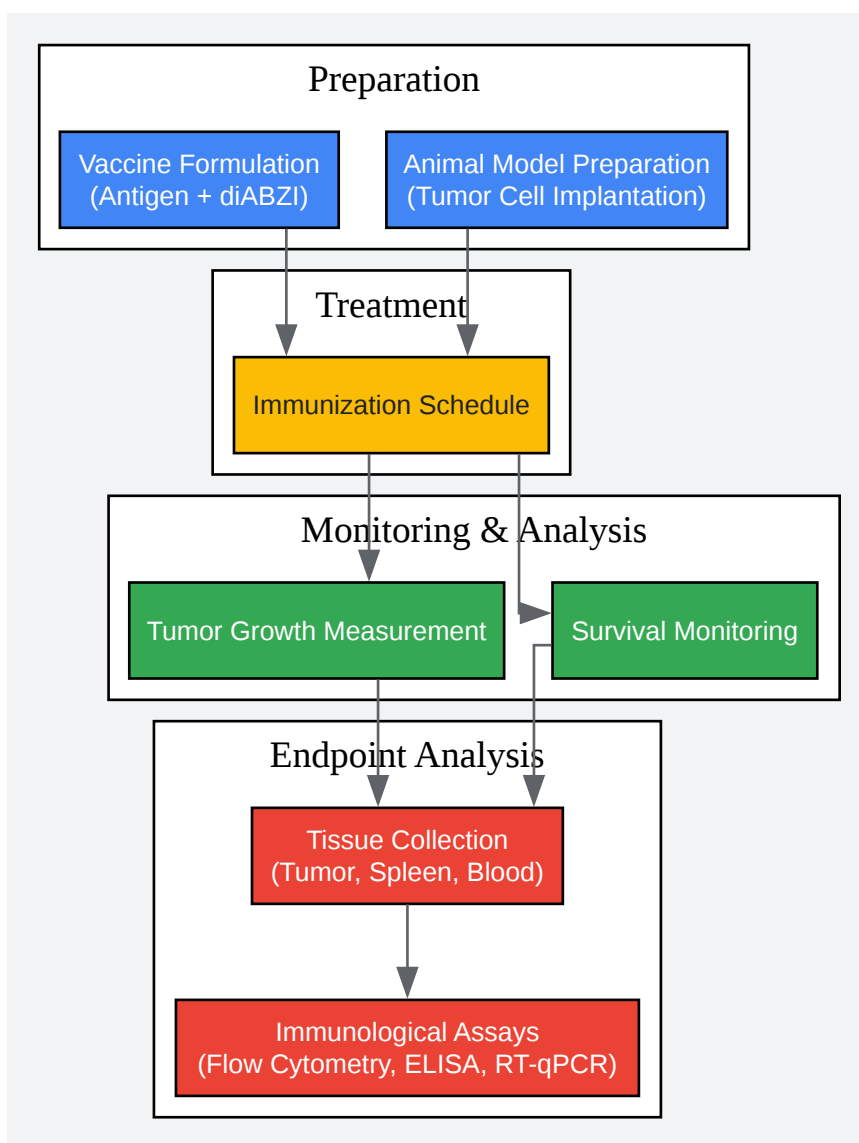 Preparation
Vaccine Formulation
(Antigen + diABZI)
Animal Model Preparation
(Tumor Cell Implantation)
Treatment
Immunization Schedule
Monitoring & Analysis
Tumor Growth Measurement
Survival Monitoring
Endpoint Analysis
Tissue Collection
(Tumor, Spleen, Blood)
Immunological Assays
(Flow Cytometry, ELISA, RT-qPCR)